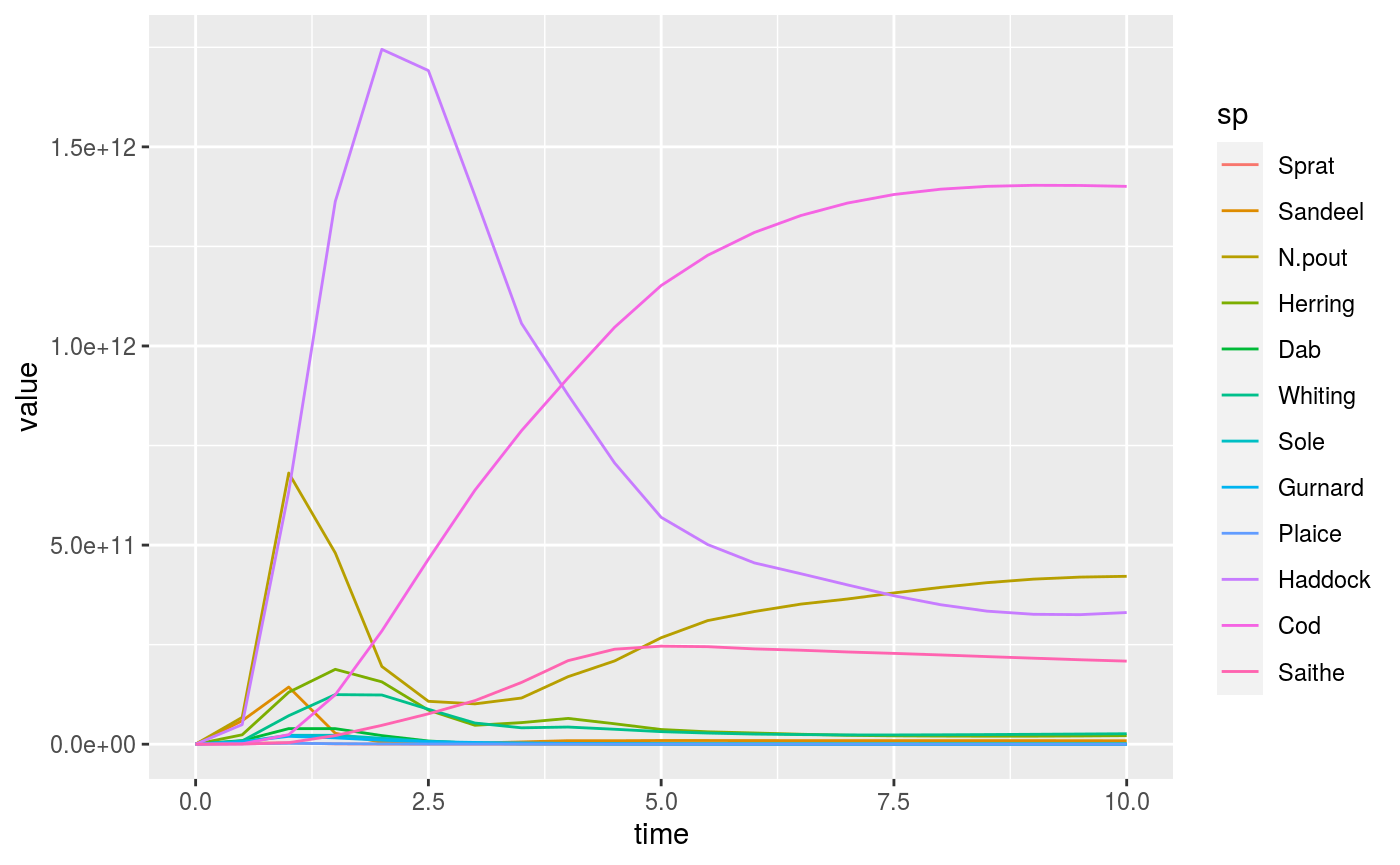 1.5e+12
1.0e+12
5.0e+11
0.0e+00
value
0.0 2.5 5.0 7.5 10.0
time
sp
Sprat
Sandeel
N.pout
Herring
Dab
Whiting
Sole
Gurnard
Plaice
Haddock
Cod
Saithe